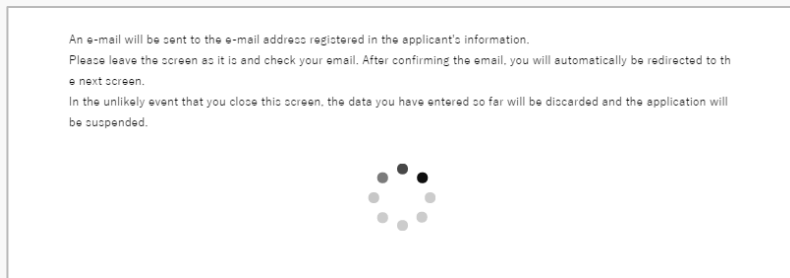 An e-mail will be sent to the e-mail address registered in the applicant's information.
Please leave the screen as it is and check your email. After confirming the email, you will automatically be redirected to th
e next screen.
In the unlikely event that you close this screen, the data you have entered so far will be discarded and the application will
be suspended.